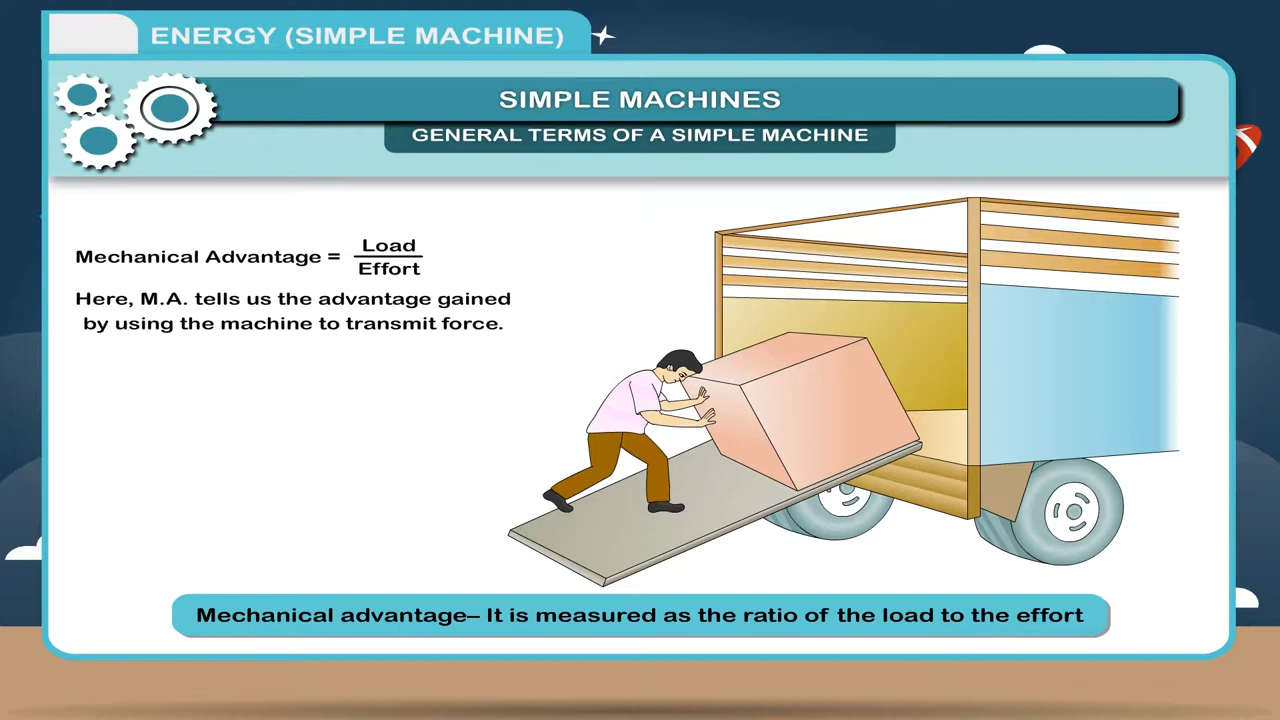 ENERGY (SIMPLE MACHINE)
SIMPLE MACHINES
GENERAL TERMS OF A SIMPLE MACHINE
Mechanical Advantage = Load
Effort
Here, M.A. tells us the advantage gained
by using the machine to transmit force.
Mechanical advantage– It is measured as the ratio of the load to the effort